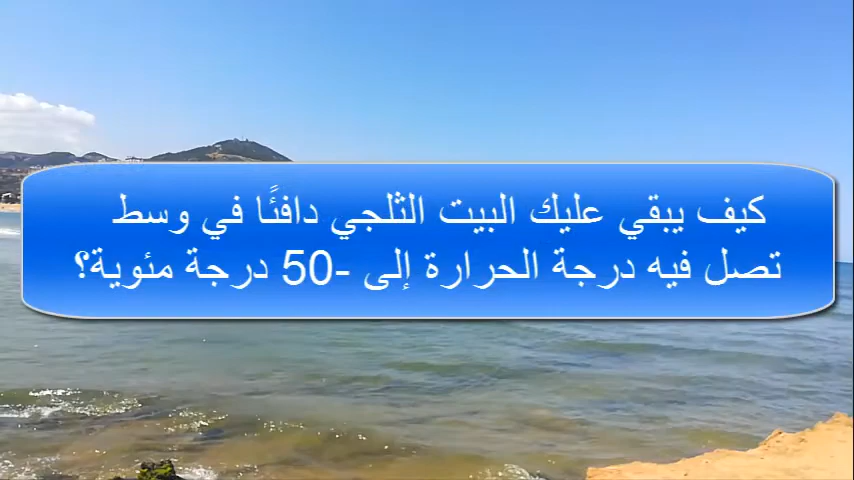 كيف يبقي عليك البيت الثلجي دافئًا في وسط
تصل فيه درجة الحرارة إلى -50 درجة مئوية؟